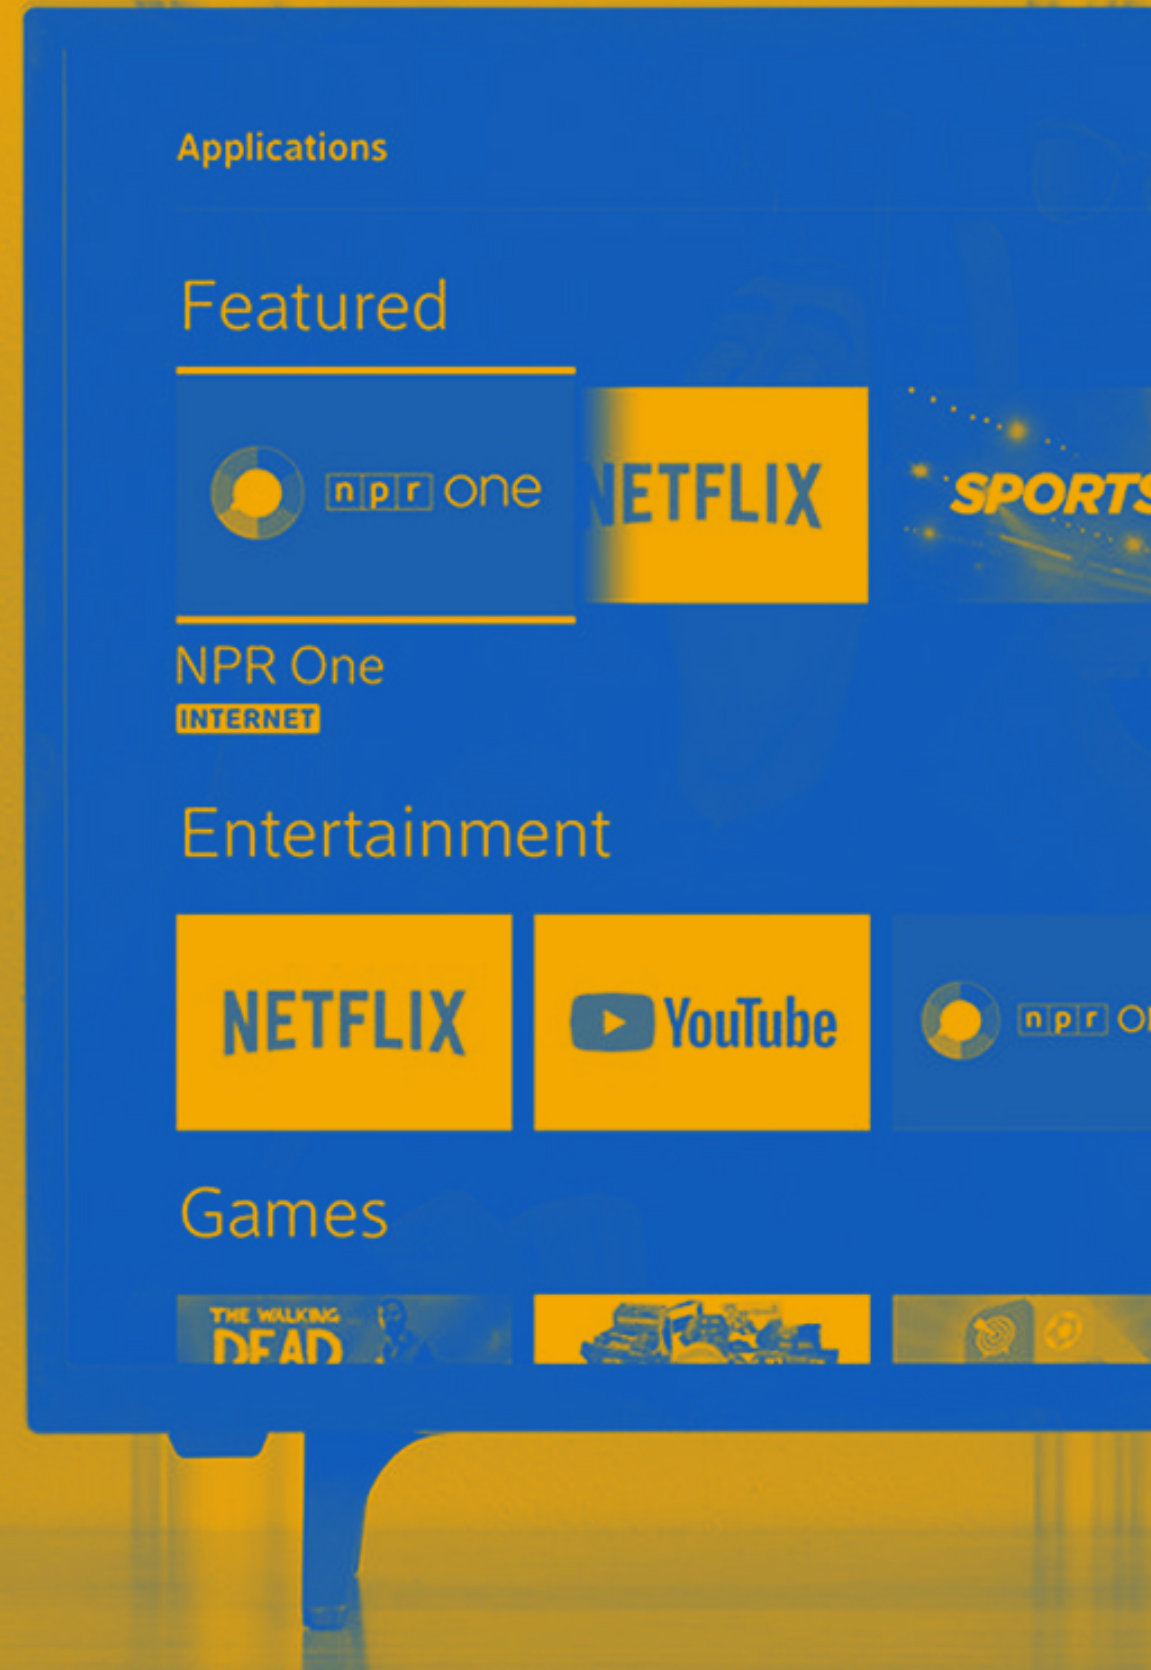 Applications
Featured
npr one
NETFLIX
SPORTS
NPR One
INTERNET
Entertainment
NETFLIX
YouTube
npr
Games
THE WALKING
DEAD